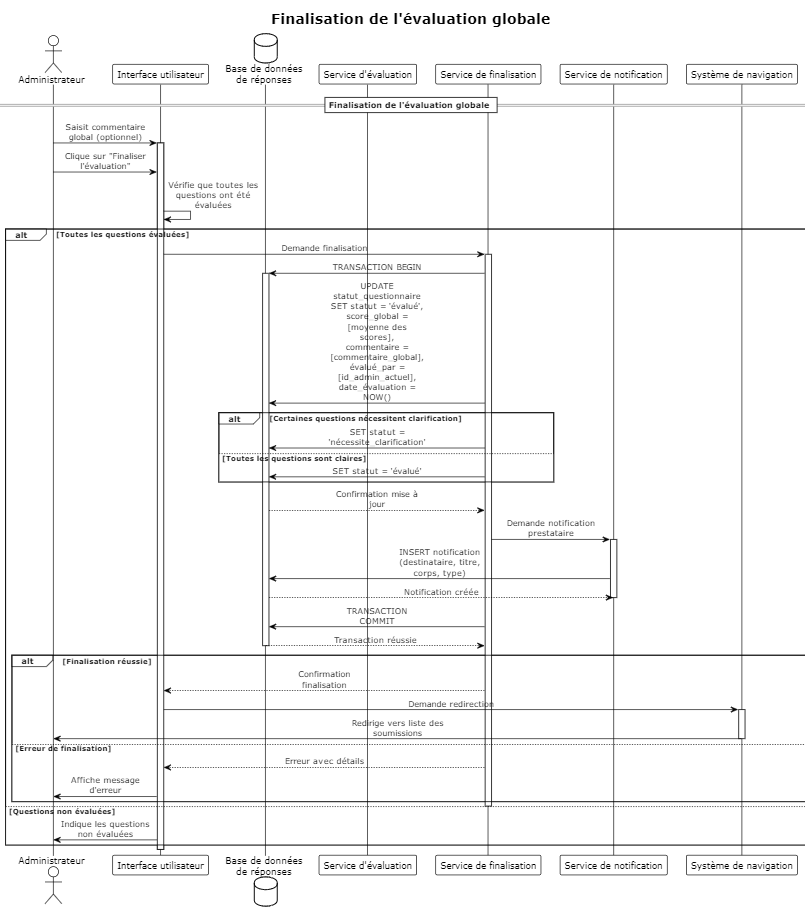 Finalisation de l'évaluation globale
Administrateur
Interface utilisateur
Base de données
de réponses
Service d'évaluation
Service de finalisation
Service de notification
Système de navigation
Finalisation de l'évaluation globale
Saisit commentaire
global (optionnel)
Clique sur "Finaliser
l'évaluation"
Vérifie que toutes les
questions ont été
évaluées
alt
[Toutes les questions évaluées]
Demande finalisation
TRANSACTION BEGIN
UPDATE
statut_questionnaire
SET statut = 'évalué',
score_global =
[moyenne des
scores],
commentaire =
[commentaire_global],
évalué_par =
[id_admin_actuel],
date_évaluation =
NOW()
alt
[Certaines questions nécessitent clarification]
SET statut =
'nécessite_clarification'
[Toutes les questions sont claires]
SET statut = 'évalué'
Confirmation mise à
jour
Demande notification
prestataire
INSERT notification
(destinataire, titre,
corps, type)
Notification créée
TRANSACTION
COMMIT
Transaction réussie
alt
[Finalisation réussie]
Confirmation
finalisation
Demande redirection
Redirige vers liste des
soumissions
[Erreur de finalisation]
Erreur avec détails
Affiche message
d'erreur
[Questions non évaluées]
Indique les questions
non évaluées
Administrateur
Interface utilisateur
Base de données
de réponses
Service d'évaluation
Service de finalisation
Service de notification
Système de navigation